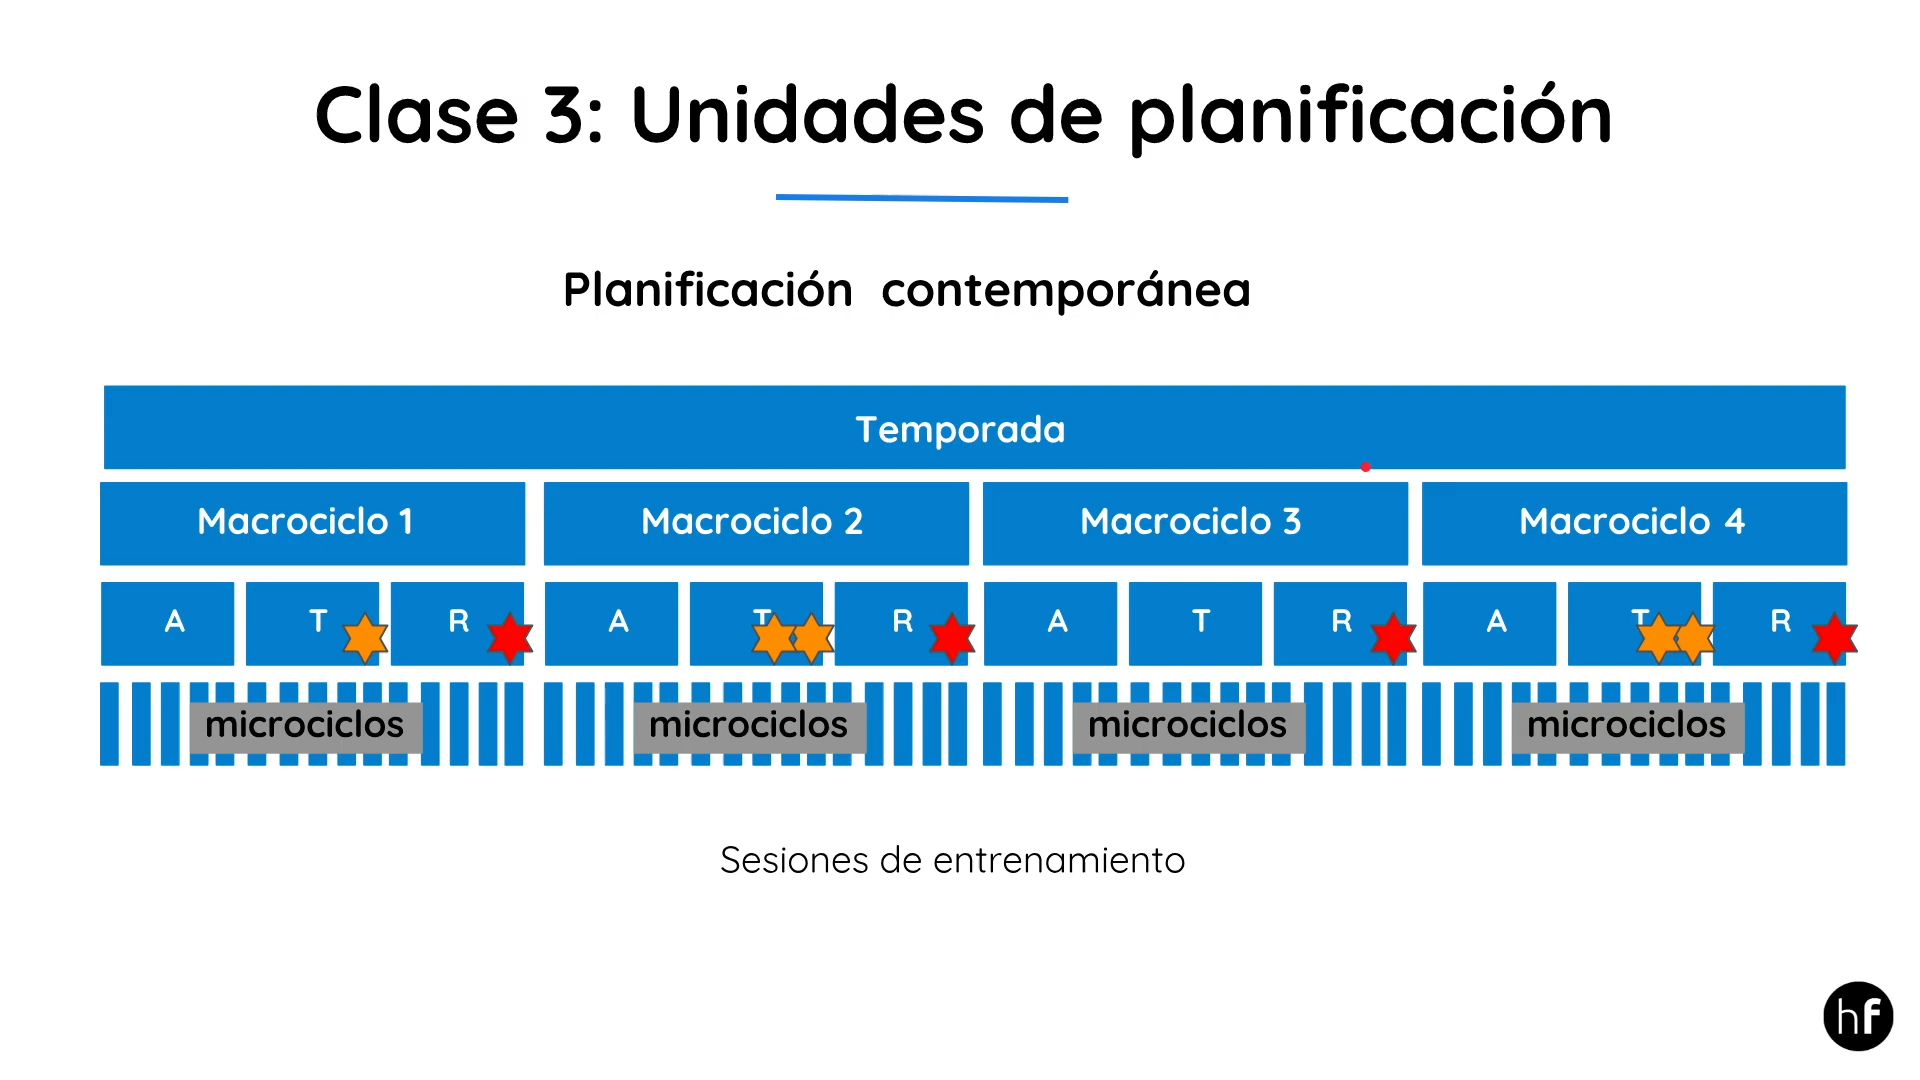 Clase 3: Unidades de planificación
Planificación contemporánea
Temporada
Macrociclo 1 Macrociclo 2 Macrociclo 3 Macrociclo 4
A T R A T R A T R A T R
microciclos microciclos microciclos microciclos
Sesiones de entrenamiento
hf